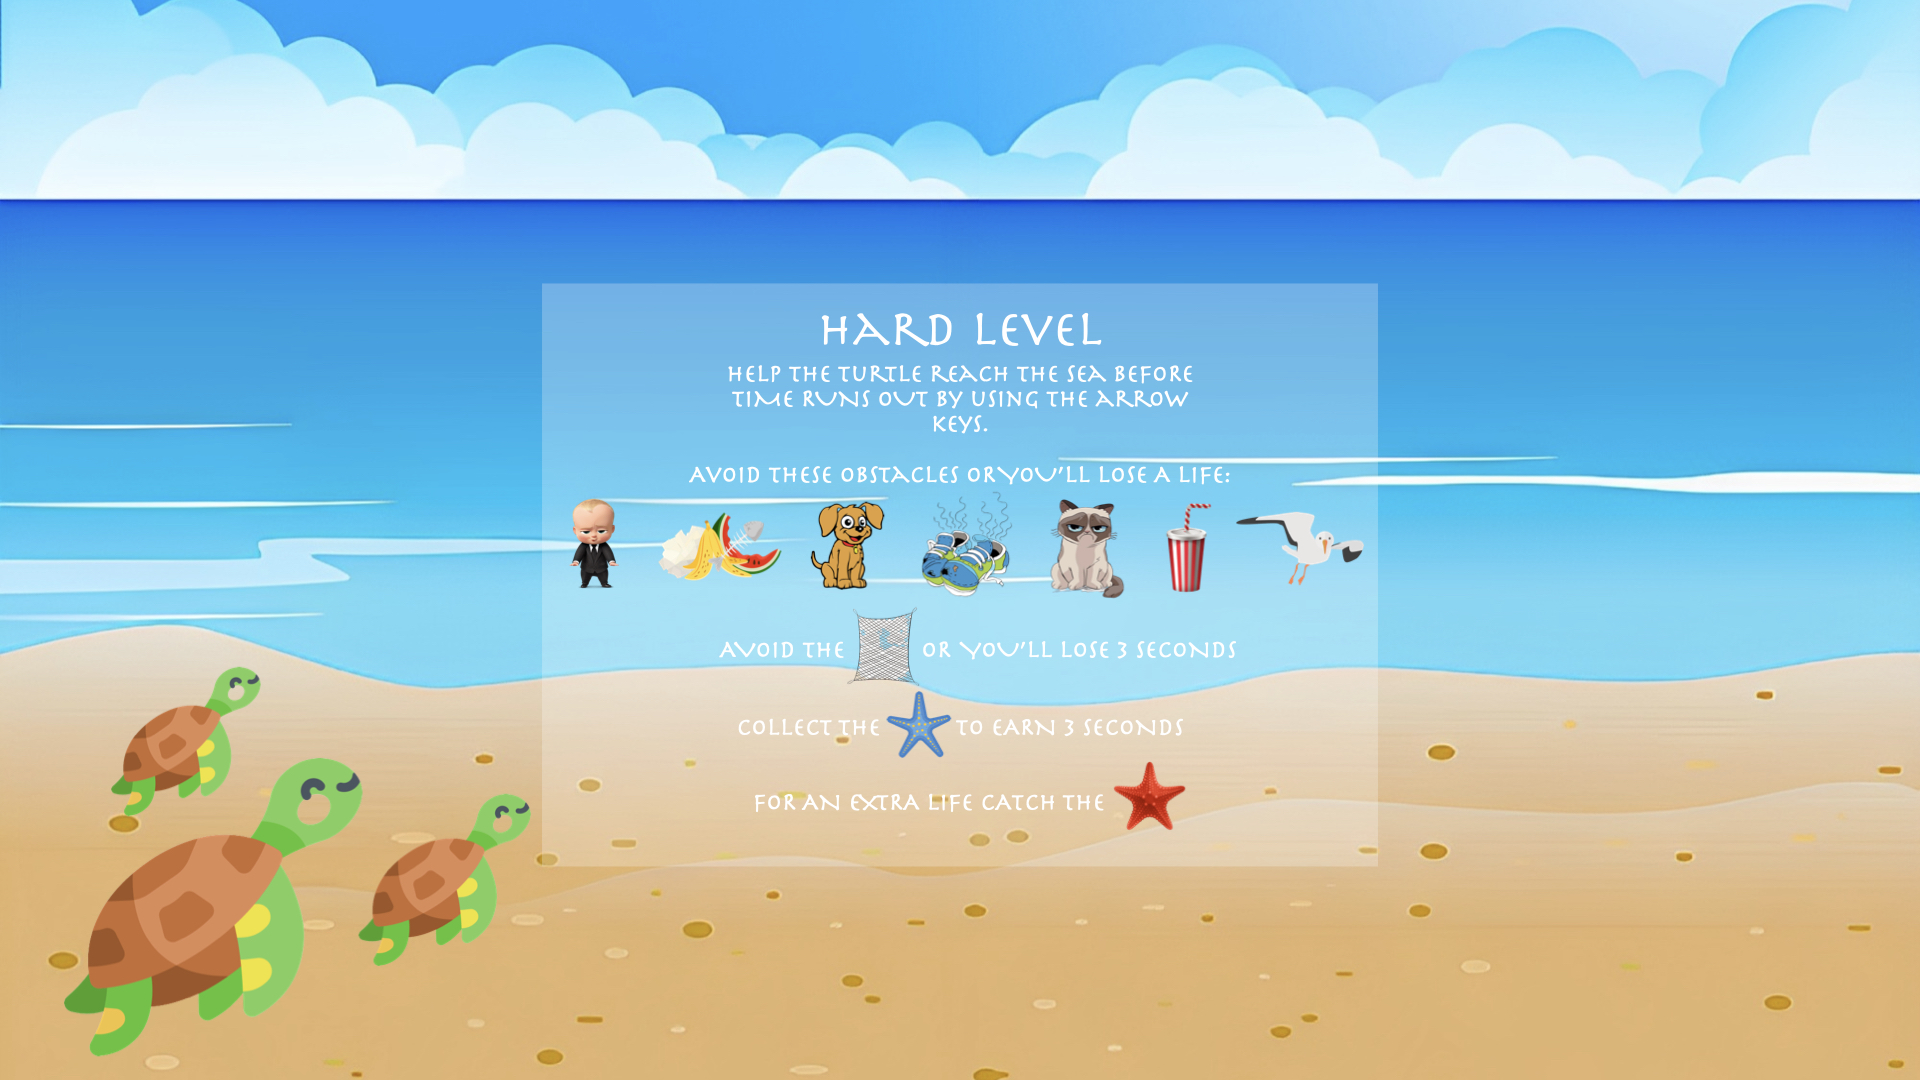 HARD LEVEL
HELP THE TURTLE REACH THE SEA BEFORE
TIME RUNS OUT BY USING THE ARROW
KEYS.
AVOID THESE OBSTACLES OR YOU'LL LOSE A LIFE:
AVOID THE OR YOU'LL LOSE 3 SECONDS
COLLECT THE TO EARN 3 SECONDS
FOR AN EXTRA LIFE CATCH THE